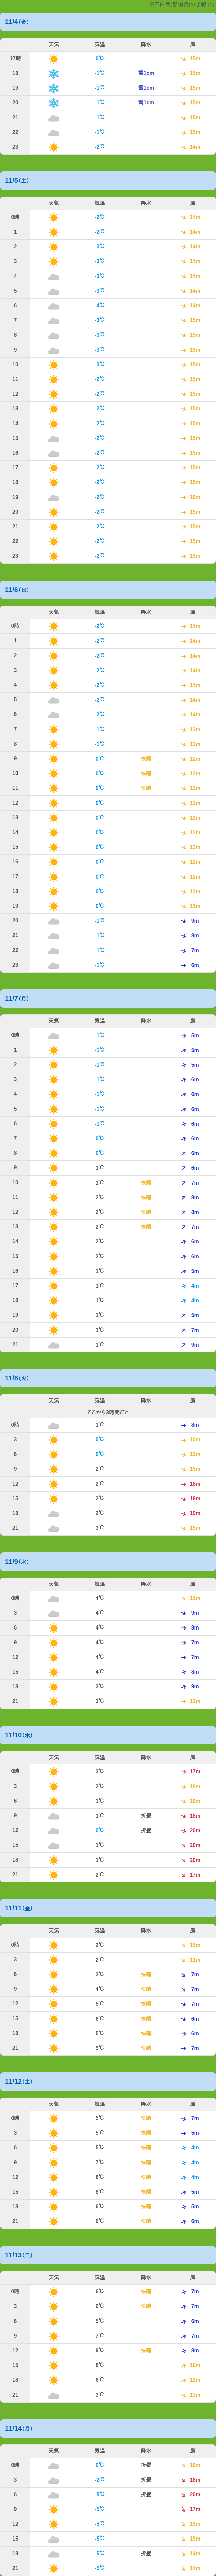 11/4(金)
天気 気温 降水 風
17時 0℃ 15m
18 -1℃ 雪1cm 15m
19 -1℃ 雪1cm 15m
20 -1℃ 雪1cm 15m
21 -1℃ 15m
22 -1℃ 15m
23 -2℃ 14m
11/5(土)
天気 気温 降水 風
0時 -2℃ 14m
1 -2℃ 14m
2 -3℃ 14m
3 -3℃ 14m
4 -3℃ 14m
5 -3℃ 14m
6 -4℃ 14m
7 -3℃ 15m
8 -3℃ 15m
9 -3℃ 15m
10 -3℃ 15m
11 -2℃ 15m
12 -2℃ 15m
13 -2℃ 15m
14 -2℃ 15m
15 -2℃ 15m
16 -2℃ 15m
17 -2℃ 15m
18 -2℃ 16m
19 -2℃ 16m
20 -2℃ 15m
21 -2℃ 15m
22 -2℃ 15m
23 -2℃ 15m
11/6(日)
天気 気温 降水 風
0時 -2℃ 14m
1 -2℃ 14m
2 -2℃ 14m
3 -2℃ 14m
4 -2℃ 14m
5 -2℃ 14m
6 -2℃ 14m
7 -1℃ 13m
8 -1℃ 13m
9 0℃ 快晴 12m
10 0℃ 快晴 12m
11 0℃ 快晴 12m
12 0℃ 12m
13 0℃ 12m
14 0℃ 12m
15 0℃ 13m
16 0℃ 12m
17 0℃ 12m
18 0℃ 12m
19 0℃ 11m
20 -1℃ 9m
21 -1℃ 8m
22 -1℃ 7m
23 -1℃ 6m
11/7(月)
天気 気温 降水 風
0時 -1℃ 5m
1 -1℃ 5m
2 -1℃ 5m
3 -1℃ 6m
4 -1℃ 6m
5 -1℃ 6m
6 -1℃ 6m
7 0℃ 6m
8 0℃ 6m
9 1℃ 6m
10 1℃ 快晴 7m
11 2℃ 快晴 8m
12 2℃ 快晴 8m
13 2℃ 快晴 7m
14 2℃ 6m
15 2℃ 6m
16 1℃ 5m
17 1℃ 4m
18 1℃ 4m
19 1℃ 5m
20 1℃ 7m
21 1℃ 9m
11/8(火)
天気 気温 降水 風
ここから3時間ごと
0時 1℃ 8m
3 0℃ 10m
6 0℃ 12m
9 2℃ 15m
12 2℃ 18m
15 2℃ 18m
18 2℃ 19m
21 3℃ 15m
11/9(水)
天気 気温 降水 風
0時 4℃ 11m
3 4℃ 9m
6 4℃ 8m
9 4℃ 7m
12 4℃ 7m
15 4℃ 8m
18 3℃ 9m
21 3℃ 12m
11/10(木)
天気 気温 降水 風
0時 3℃ 17m
3 2℃ 16m
6 1℃ 16m
9 1℃ 折曇 18m
12 0℃ 折曇 20m
15 1℃ 20m
18 1℃ 20m
21 2℃ 17m
11/11(金)
天気 気温 降水 風
0時 2℃ 15m
3 2℃ 11m
6 3℃ 快晴 7m
9 4℃ 快晴 7m
12 5℃ 快晴 7m
15 6℃ 快晴 6m
18 5℃ 快晴 6m
21 5℃ 快晴 7m
11/12(土)
天気 気温 降水 風
0時 5℃ 快晴 7m
3 5℃ 快晴 5m
6 5℃ 快晴 4m
9 7℃ 快晴 4m
12 8℃ 快晴 4m
15 8℃ 快晴 5m
18 6℃ 快晴 5m
21 6℃ 快晴 6m
11/13(日)
天気 気温 降水 風
0時 6℃ 快晴 7m
3 6℃ 快晴 7m
6 5℃ 6m
9 7℃ 7m
12 9℃ 快晴 8m
15 8℃ 10m
18 6℃ 12m
21 3℃ 13m
11/14(月)
天気 気温 降水 風
0時 0℃ 折曇 16m
3 -2℃ 折曇 18m
6 -5℃ 折曇 20m
9 -5℃ 17m
12 -5℃ 15m
15 -5℃ 15m
18 -5℃ 折曇 14m
21 -5℃ 14m